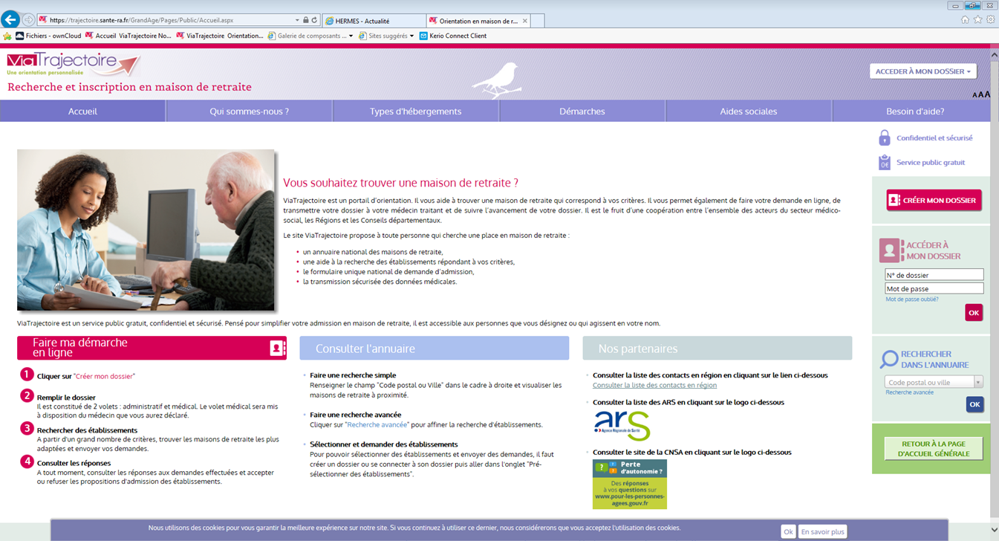 https://trajectoire.sante-ra.fr/GrandAge/Pages/Public/Accueil.aspx
HERMES - Actualité
Orientation en maison de r...
Fichiers - ownCloud
Accueil ViaTrajectoire No...
ViaTrajectoire Orientation...
Galerie de composants ...
Sites suggérés
Kerio Connect Client
ViaTrajectoire
Une orientation personnalisée
Recherche et inscription en maison de retraite
ACCEDER À MON DOSSIER
A A A
Accueil
Qui sommes-nous ?
Types d'hébergements
Démarches
Aides sociales
Besoin d'aide?
Vous souhaitez trouver une maison de retraite ?
ViaTrajectoire est un portail d'orientation. Il vous aide à trouver une maison de retraite qui correspond à vos critères. Il vous permet également de faire votre demande en ligne, de
transmettre votre dossier à votre médecin traitant et de suivre l'avancement de votre dossier. Il est le fruit d'une coopération entre l'ensemble des acteurs du secteur médico-
social, les Régions et les Conseils départementaux.
Le site ViaTrajectoire propose à toute personne qui cherche une place en maison de retraite :
• un annuaire national des maisons de retraite,
• une aide à la recherche des établissements répondant à vos critères,
• le formulaire unique national de demande d'admission,
• la transmission sécurisée des données médicales.
ViaTrajectoire est un service public gratuit, confidentiel et sécurisé. Pensé pour simplifier votre admission en maison de retraite, il est accessible aux personnes que vous désignez ou qui agissent en votre nom.
Faire ma démarche
en ligne
1 Cliquer sur "Créer mon dossier"
2 Remplir le dossier
Il est constitué de 2 volets : administratif et médical. Le volet médical sera mis
à disposition du médecin que vous aurez déclaré.
3 Rechercher des établissements
A partir d'un grand nombre de critères, trouver les maisons de retraite les plus
adaptées et envoyer vos demandes.
4 Consulter les réponses
A tout moment, consulter les réponses aux demandes effectuées et accepter
ou refuser les propositions d'admission des établissements.
Consulter l'annuaire
Faire une recherche simple
Renseigner le champ "Code postal ou Ville" dans le cadre à droite et visualiser les
maisons de retraite à proximité.
Faire une recherche avancée
Cliquer sur "Recherche avancée" pour affiner la recherche d'établissements.
Sélectionner et demander des établissements
Pour pouvoir sélectionner des établissements et envoyer des demandes, il faut
créer un dossier ou se connecter à son dossier puis aller dans l'onglet "Pré-
sélectionner des établissements".
Nos partenaires
Consulter la liste des contacts en région en cliquant sur le lien ci-dessous
Consulter la liste des contacts en région
Consulter la liste des ARS en cliquant sur le logo ci-dessous
ars
Agence Régionale de Santé
Consulter le site de la CNSA en cliquant sur le logo ci-dessous
Perte
d'autonomie ?
Des réponses
à vos questions sur
www.pour-les-personnes-
agees.gouv.fr
Confidentiel et sécurisé
0€
Service public gratuit
CRÉER MON DOSSIER
ACCÉDER À
MON DOSSIER
N° de dossier
Mot de passe
Mot de passe oublié?
OK
RECHERCHER
DANS L'ANNUAIRE
Code postal ou ville
Recherche avancée
OK
RETOUR À LA PAGE
D'ACCUEIL GÉNÉRALE
Nous utilisons des cookies pour vous garantir la meilleure expérience sur notre site. Si vous continuez à utiliser ce dernier, nous considérerons que vous acceptez l'utilisation des cookies.
Ok
En savoir plus